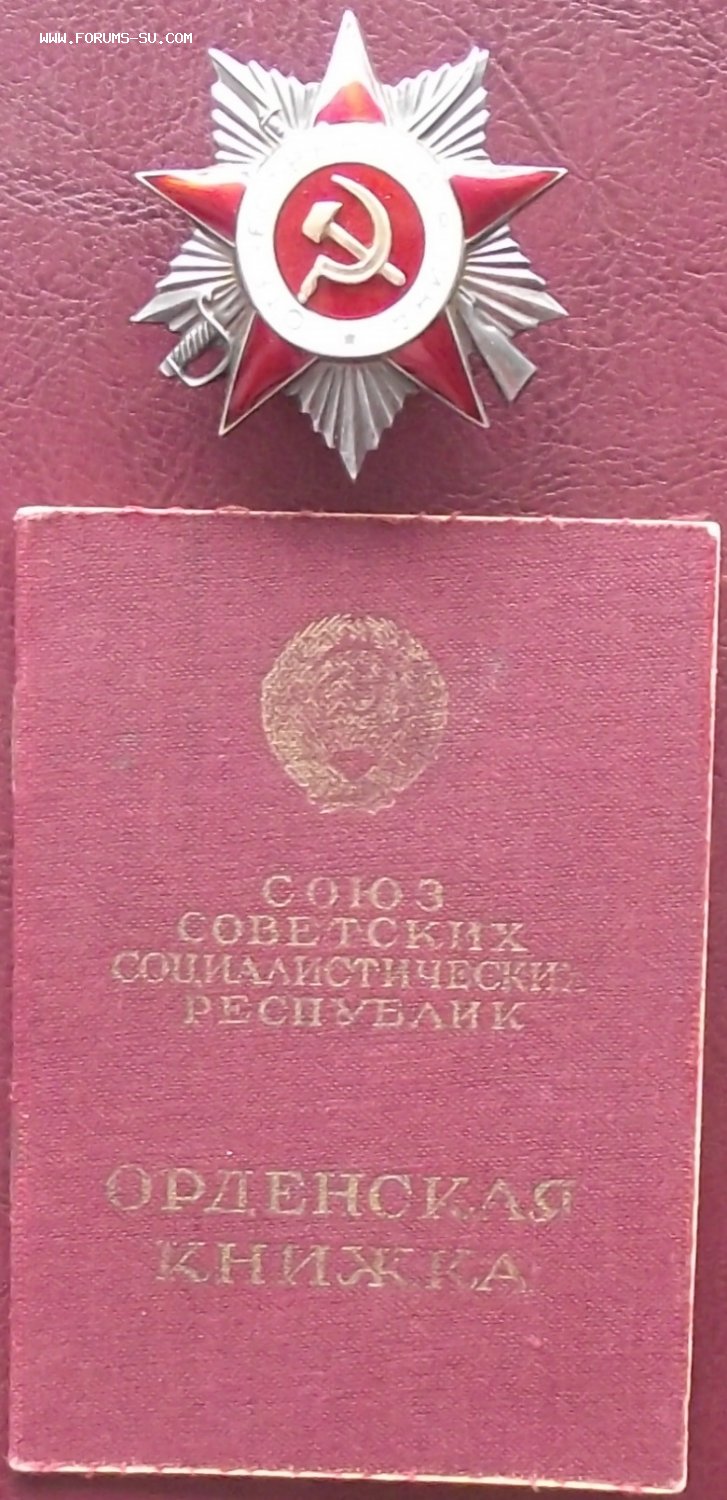 WWW.FORUMS-SU.COM
СОЮЗ
СОВЕТСКИХ
СОЦИАЛИСТИЧЕСКИХ
РЕСПУБЛИК
ОРДЕНСКАЯ
КНИЖКА